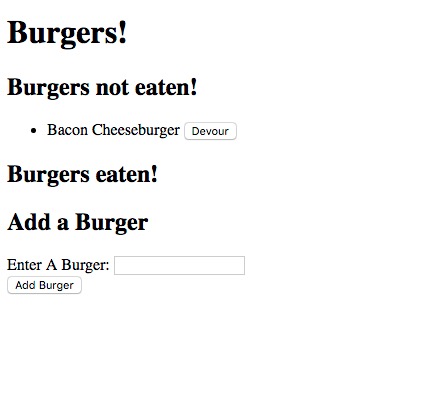 Burgers!
Burgers not eaten!
Bacon Cheeseburger Devour
Burgers eaten!
Add a Burger
Enter A Burger:
Add Burger